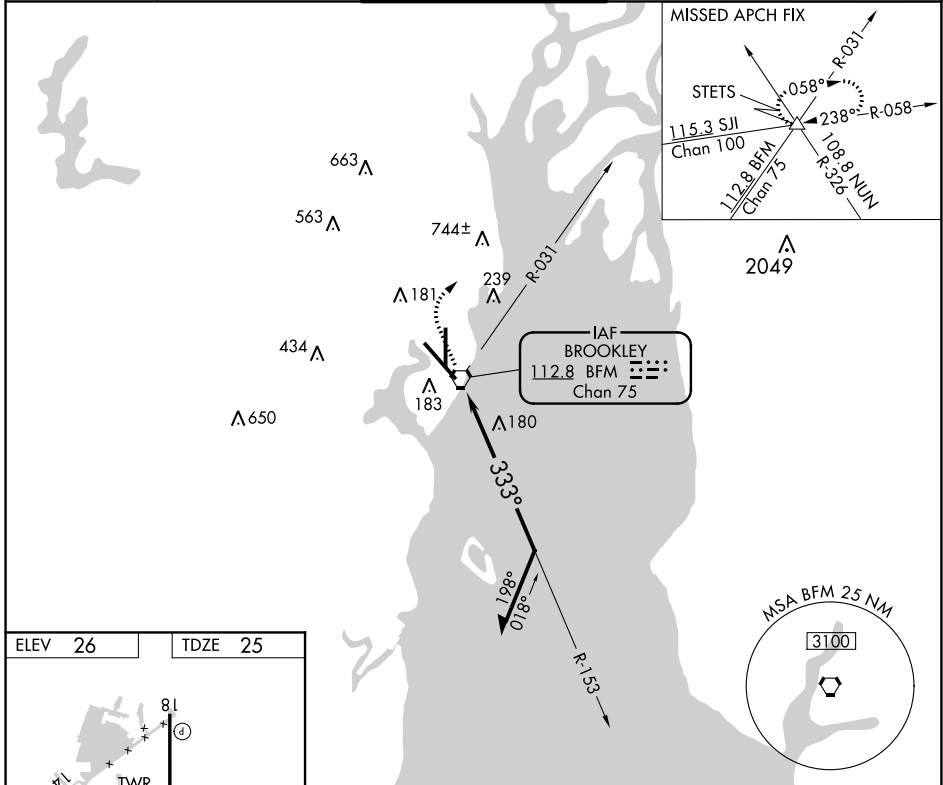 MISSED APCH FIX
R-031
STETS
058°
238°
R-058
115.3 SJI
Chan 100
112.8 BFM
Chan 75
108.8 NUN
R-326
663
563
744±
2049
R-031
181
239
434
183
650
180
IAF
BROOKLEY
112.8 BFM
Chan 75
333°
198°
018°
R-153
MSA BFM 25 NM
3100
ELEV 26
TDZE 25
18
P
14
TWR